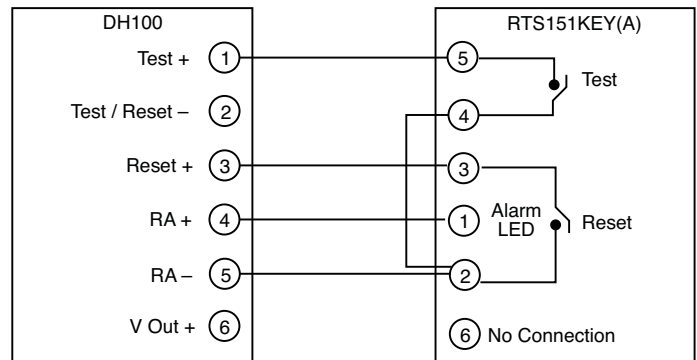 DH100
Test + 1
Test / Reset – 2
Reset + 3
RA + 4
RA – 5
V Out + 6
RTS151KEY(A)
5
Test
4
3
1 Alarm
LED
Reset
2
6 No Connection